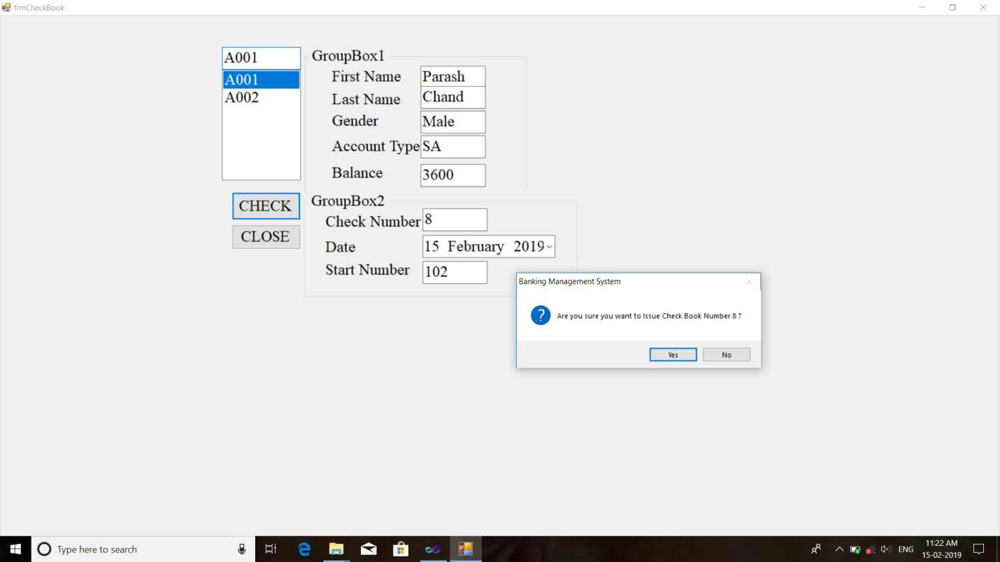 frmCheckBook
A001
A001
A002
CHECK
CLOSE
GroupBox1
First Name Parash
Last Name Chand
Gender Male
Account Type SA
Balance 3600
GroupBox2
Check Number 8
Date 15 February 2019
Start Number 102
Banking Management System
Are you sure you want to Issue Check Book Number 8 ?
Yes No
Type here to search
ENG
11:22 AM
15-02-2019